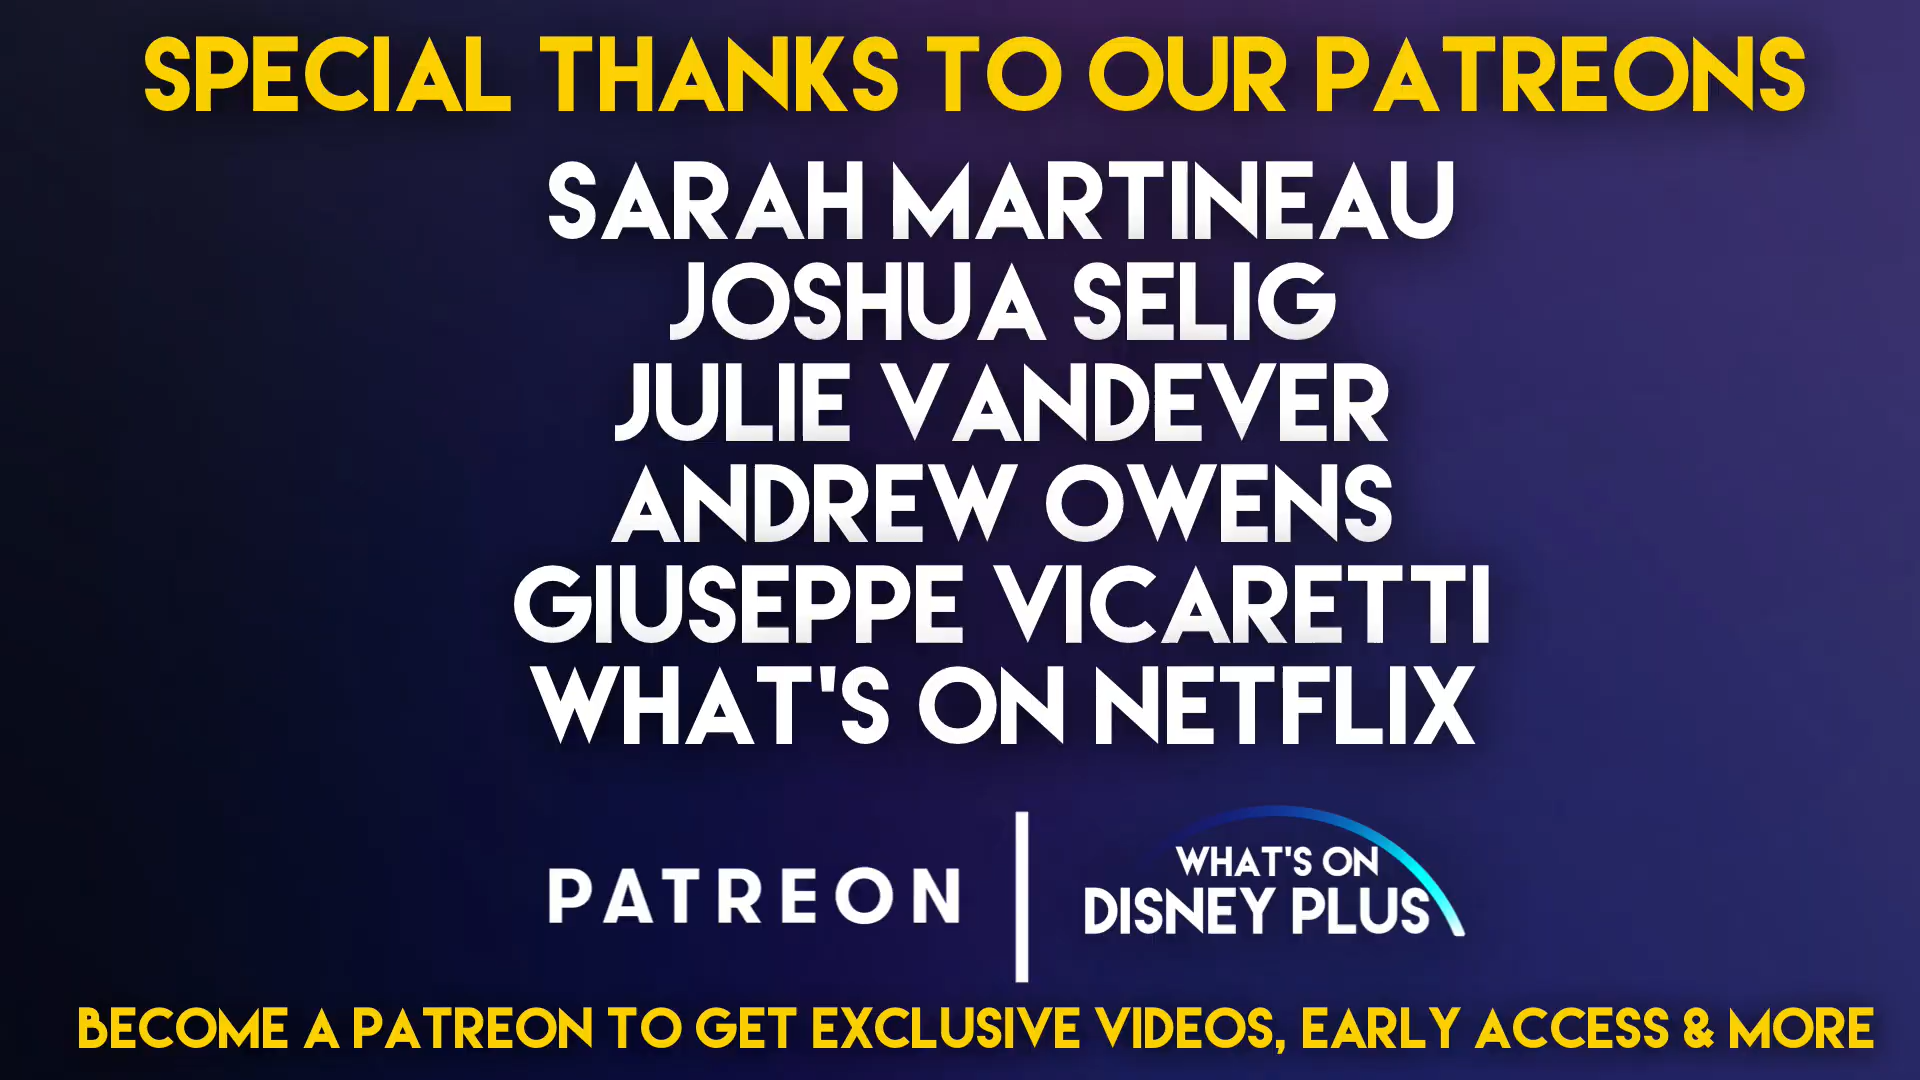 SPECIAL THANKS TO OUR PATREONS
SARAH MARTINEAU
JOSHUA SELIG
JULIE VANDEVER
ANDREW OWENS
GIUSEPPE VICARETTI
WHAT'S ON NETFLIX
PATREON
WHAT'S ON
DISNEY PLUS
BECOME A PATREON TO GET EXCLUSIVE VIDEOS, EARLY ACCESS & MORE